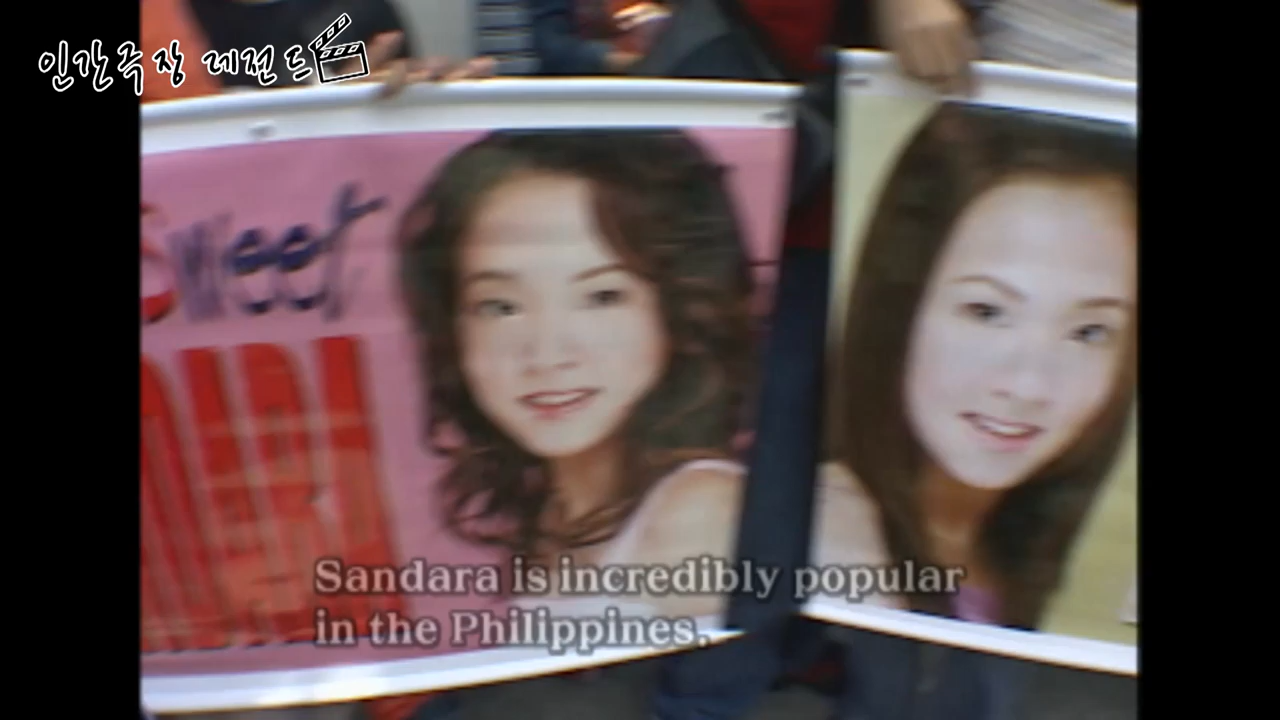 인간극장 레전드
Sweet
Sandara is incredibly popular
in the Philippines.